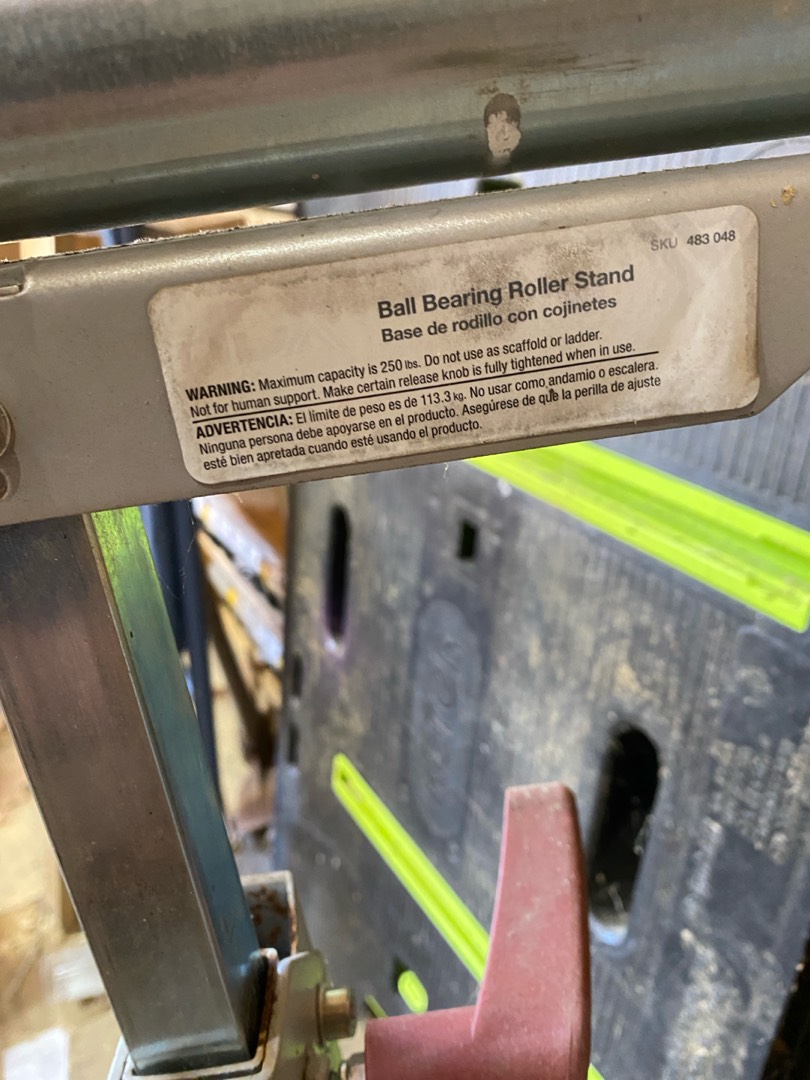 SKU 483 048
Ball Bearing Roller Stand
Base de rodillo con cojinetes
WARNING: Maximum capacity is 250 lbs. Do not use as scaffold or ladder.
Not for human support. Make certain release knob is fully tightened when in use.
ADVERTENCIA: El límite de peso es de 113.3 kg. No usar como andamio o escalera.
Ninguna persona debe apoyarse en el producto. Asegúrese de que la perilla de ajuste
esté bien apretada cuando esté usando el producto.